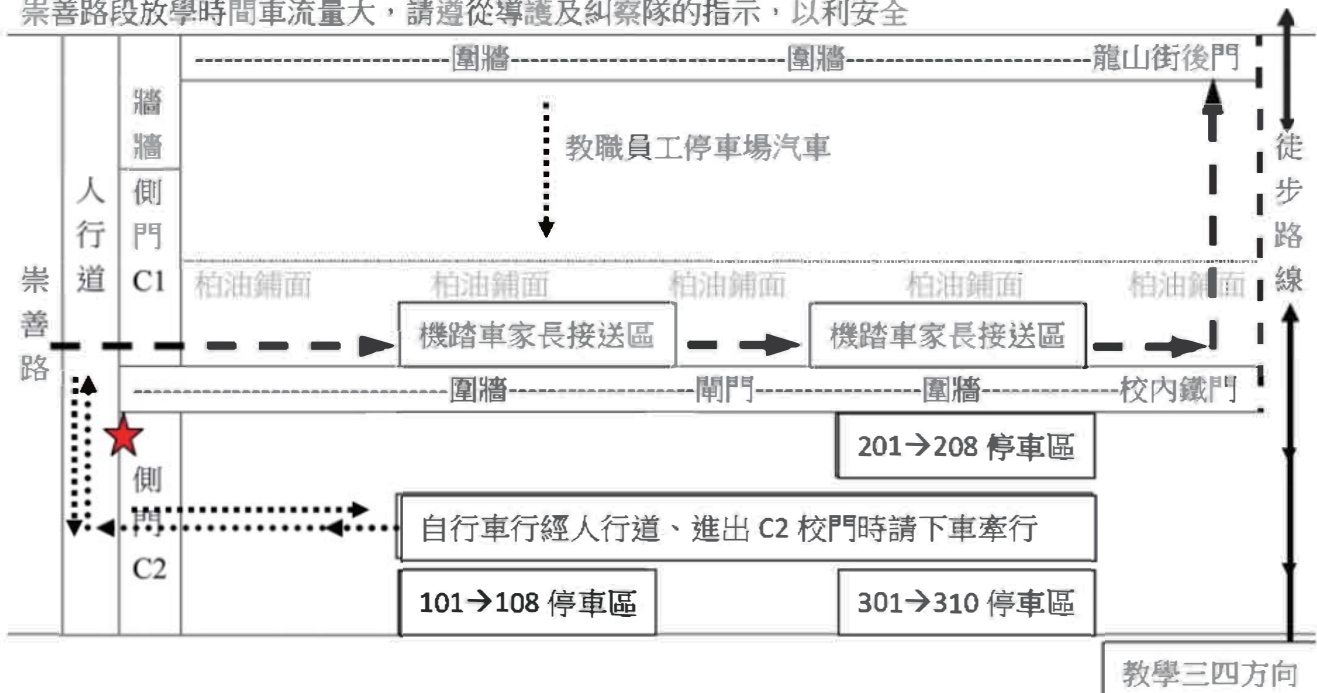 崇善路段放學時間車流量大，請遵從導護及糾察隊的指示，以利安全
圍牆
圍牆
龍山街後門
牆
牆
教職員工停車場汽車
徒步路線
人行道
側門 C1
崇善路
柏油鋪面
柏油鋪面
柏油鋪面
柏油鋪面
柏油鋪面
機踏車家長接送區
機踏車家長接送區
圍牆
閘門
圍牆
校內鐵門
201→208 停車區
側門 C2
自行車行經人行道、進出 C2 校門時請下車牽行
101→108 停車區
301→310 停車區
教學三四方向